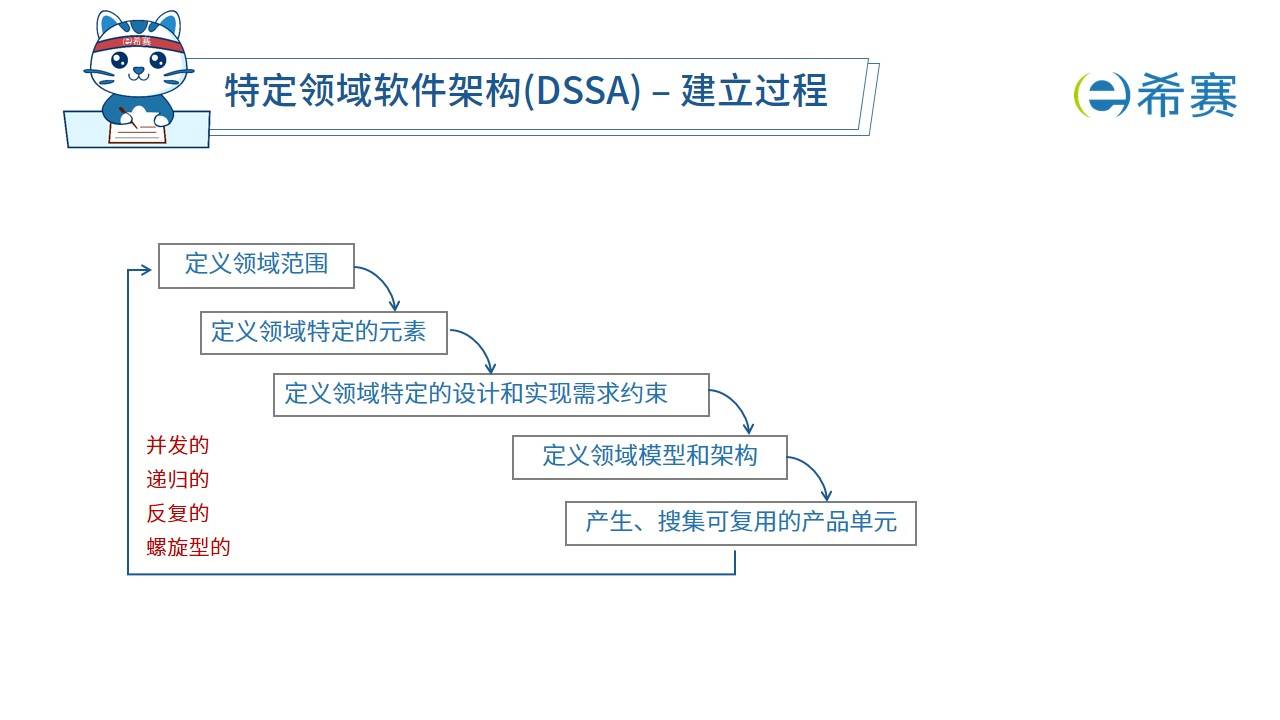 希赛
特定领域软件架构(DSSA) – 建立过程
希赛
定义领域范围
定义领域特定的元素
定义领域特定的设计和实现需求约束
定义领域模型和架构
产生、搜集可复用的产品单元
并发的
递归的
反复的
螺旋型的